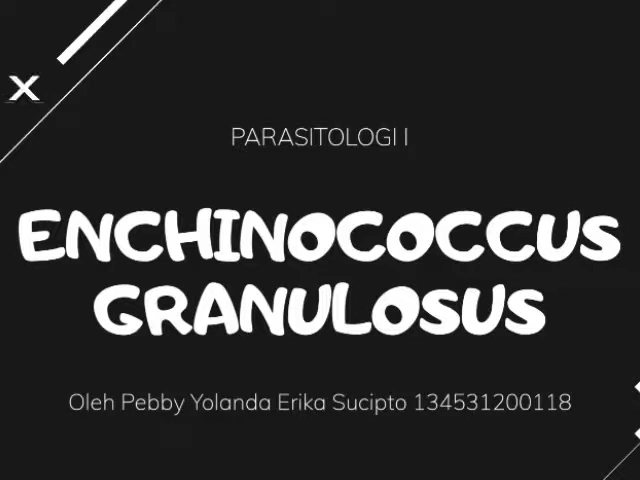 X
PARASITOLOGI I
ENCHINOCOCCUS
GRANULOSUS
Oleh Pebby Yolanda Erika Sucipto 134531200118